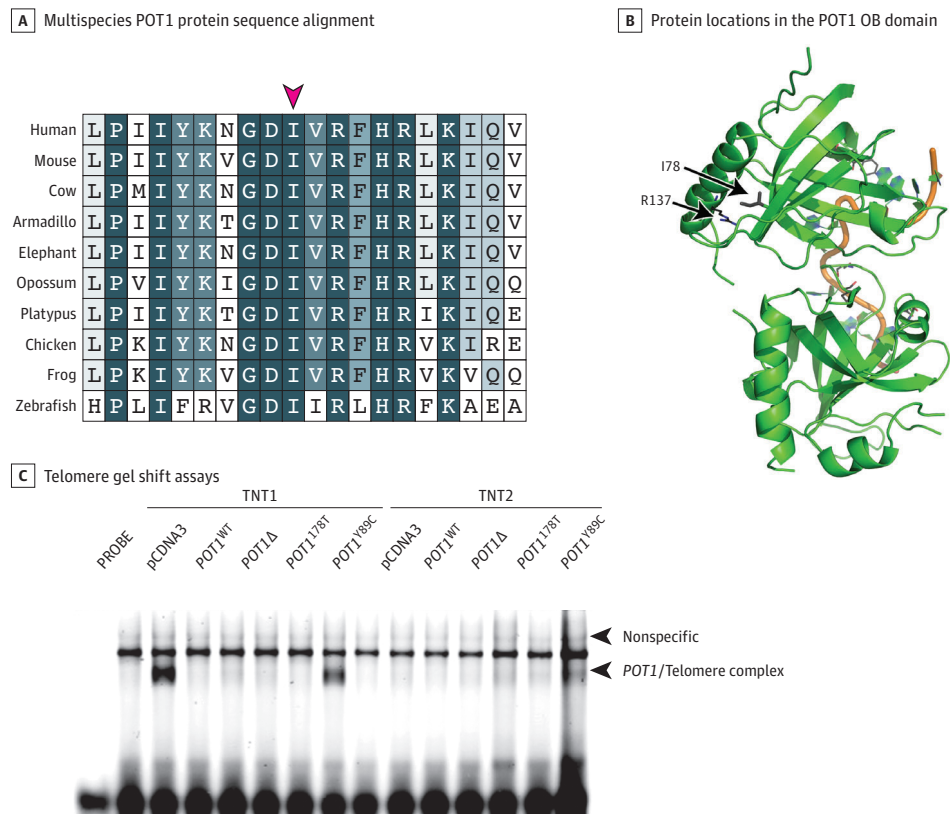 A Multispecies POT1 protein sequence alignment
Human L P I I Y K N G D I V R F H R L K I Q V
Mouse L P I I Y K V G D I V R F H R L K I Q V
Cow L P M I Y K N G D I V R F H R L K I Q V
Armadillo L P I I Y K T G D I V R F H R L K I Q V
Elephant L P I I Y K N G D I V R F H R L K I Q V
Opossum L P V I Y K I G D I V R F H R L K I Q Q
Platypus L P I I Y K T G D I V R F H R I K I Q E
Chicken L P K I Y K N G D I V R F H R V K I R E
Frog L P K I Y K V G D I V R F H R V K V Q Q
Zebrafish H P L I F R V G D I I R L H R F K A E A
B Protein locations in the POT1 OB domain
I78
R137
C Telomere gel shift assays
TNT1 TNT2
PROBE pCDNA3 POT1WT POT1Δ POT1178T POT1Y89C pCDNA3 POT1WT POT1Δ POT1178T POT1Y89C
Nonspecific
POT1/Telomere complex